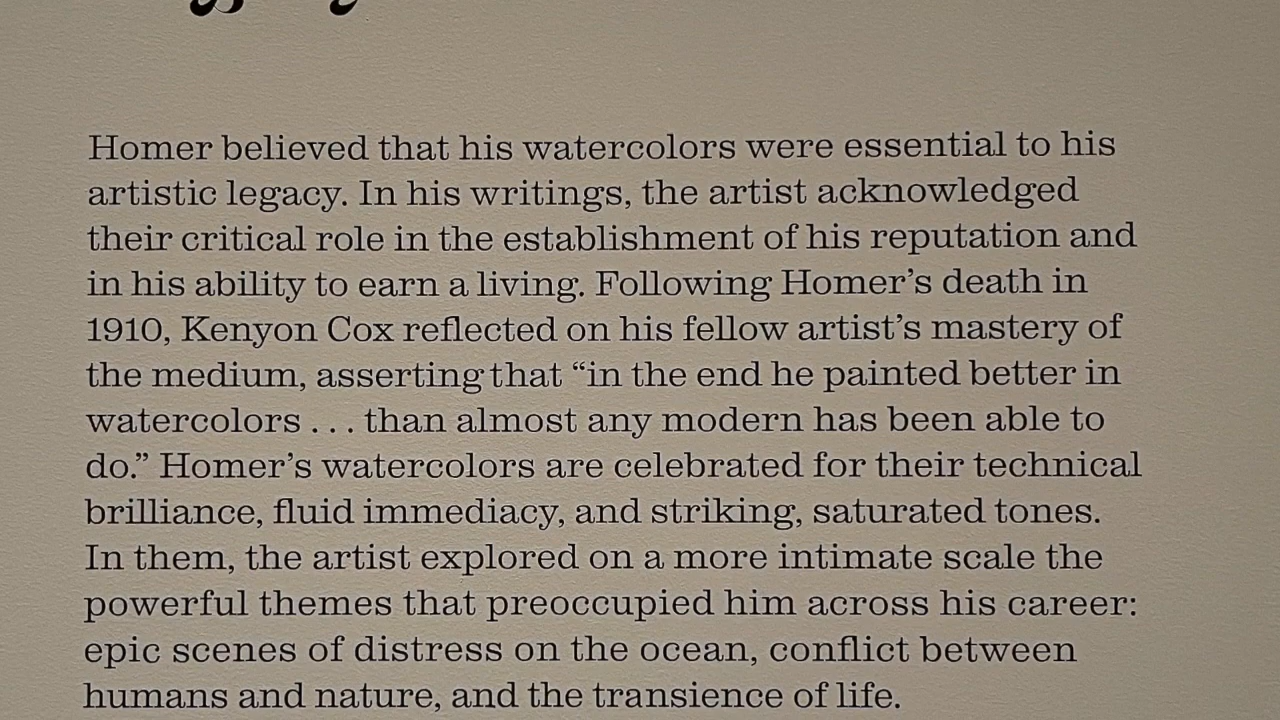 Homer believed that his watercolors were essential to his
artistic legacy. In his writings, the artist acknowledged
their critical role in the establishment of his reputation and
in his ability to earn a living. Following Homer’s death in
1910, Kenyon Cox reflected on his fellow artist’s mastery of
the medium, asserting that “in the end he painted better in
watercolors . . . than almost any modern has been able to
do.” Homer’s watercolors are celebrated for their technical
brilliance, fluid immediacy, and striking, saturated tones.
In them, the artist explored on a more intimate scale the
powerful themes that preoccupied him across his career:
epic scenes of distress on the ocean, conflict between
humans and nature, and the transience of life.